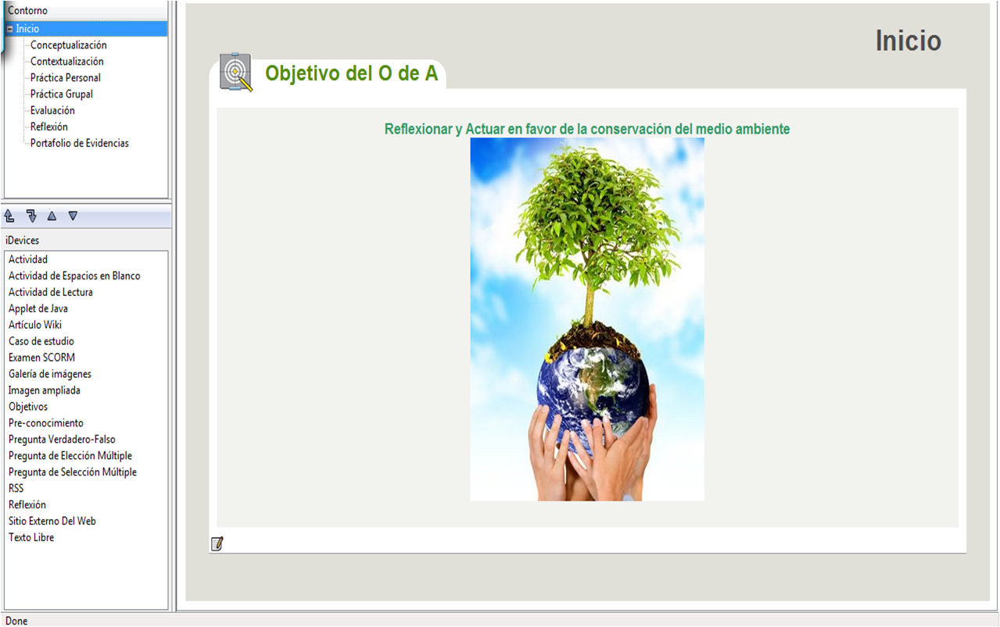 Contorno
Inicio
Conceptualización
Contextualización
Práctica Personal
Práctica Grupal
Evaluación
Reflexión
Portafolio de Evidencias
iDevices
Actividad
Actividad de Espacios en Blanco
Actividad de Lectura
Applet de Java
Artículo Wiki
Caso de estudio
Examen SCORM
Galería de imágenes
Imagen ampliada
Objetivos
Pre-conocimiento
Pregunta Verdadero-Falso
Pregunta de Elección Múltiple
Pregunta de Selección Múltiple
RSS
Reflexión
Sitio Externo Del Web
Texto Libre
Inicio
Objetivo del O de A
Reflexionar y Actuar en favor de la conservación del medio ambiente
Done